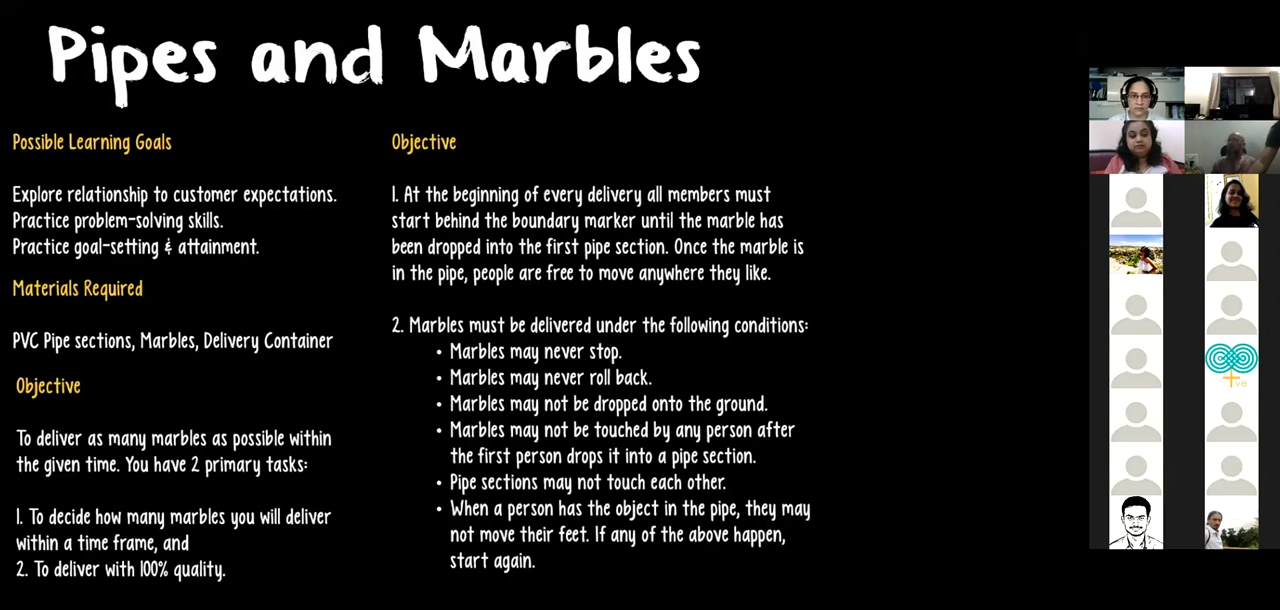 Pipes and Marbles
Possible Learning Goals
Explore relationship to customer expectations.
Practice problem-solving skills.
Practice goal-setting & attainment.
Materials Required
PVC Pipe sections, Marbles, Delivery Container
Objective
To deliver as many marbles as possible within
the given time. You have 2 primary tasks:
1. To decide how many marbles you will deliver
within a time frame, and
2. To deliver with 100% quality.
Objective
1. At the beginning of every delivery all members must
start behind the boundary marker until the marble has
been dropped into the first pipe section. Once the marble is
in the pipe, people are free to move anywhere they like.
2. Marbles must be delivered under the following conditions:
• Marbles may never stop.
• Marbles may never roll back.
• Marbles may not be dropped onto the ground.
• Marbles may not be touched by any person after
the first person drops it into a pipe section.
• Pipe sections may not touch each other.
• When a person has the object in the pipe, they may
not move their feet. If any of the above happen,
start again.
+ve